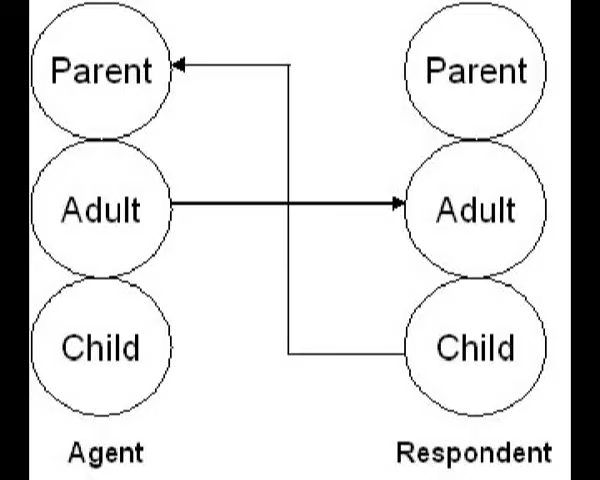 Parent
Parent
Adult
Adult
Child
Child
Agent
Respondent